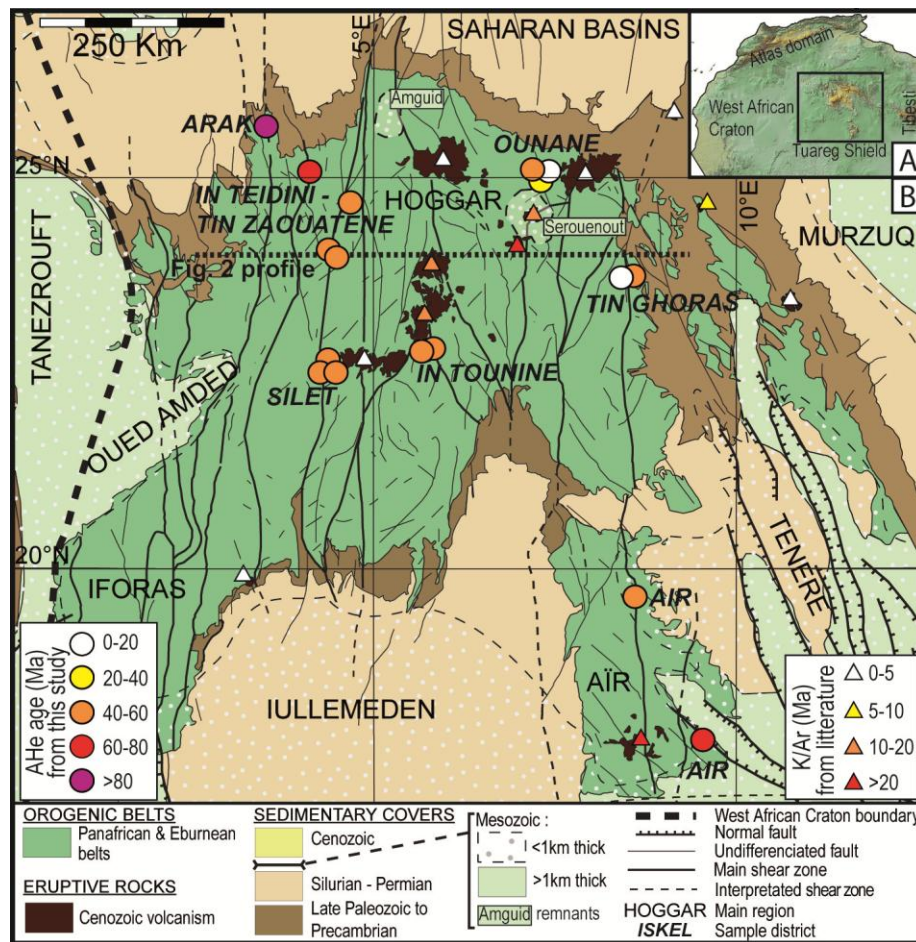 250 Km
5°E
SAHARAN BASINS
Atlas domain
West African
Craton
Tibesti
Tuareg Shield
A
B
Amguid
ARAK
OUNANE
25°N
IN TEIDINI -
TIN ZAOUATENE
HOGGAR
Serouenout
10°E
MURZUQ
TANEZROUFT
Fig. 2 profile
TIN GHORAS
SILET
IN TOUNINE
OUED AMDED
TENERE
20°N
IFORAS
AIR
AÏR
IULLEMEDEN
AIR
AHe age (Ma)
from this study
0-20
20-40
40-60
60-80
>80
K/Ar (Ma)
from litterature
0-5
5-10
10-20
>20
OROGENIC BELTS
Panafrican & Eburnean
belts
ERUPTIVE ROCKS
Cenozoic volcanism
SEDIMENTARY COVERS
Cenozoic
Silurian - Permian
Late Paleozoic to
Precambrian
Mesozoic :
<1km thick
>1km thick
Amguid remnants
West African Craton boundary
Normal fault
Undifferenciated fault
Main shear zone
Interpretated shear zone
HOGGAR Main region
ISKEL Sample district